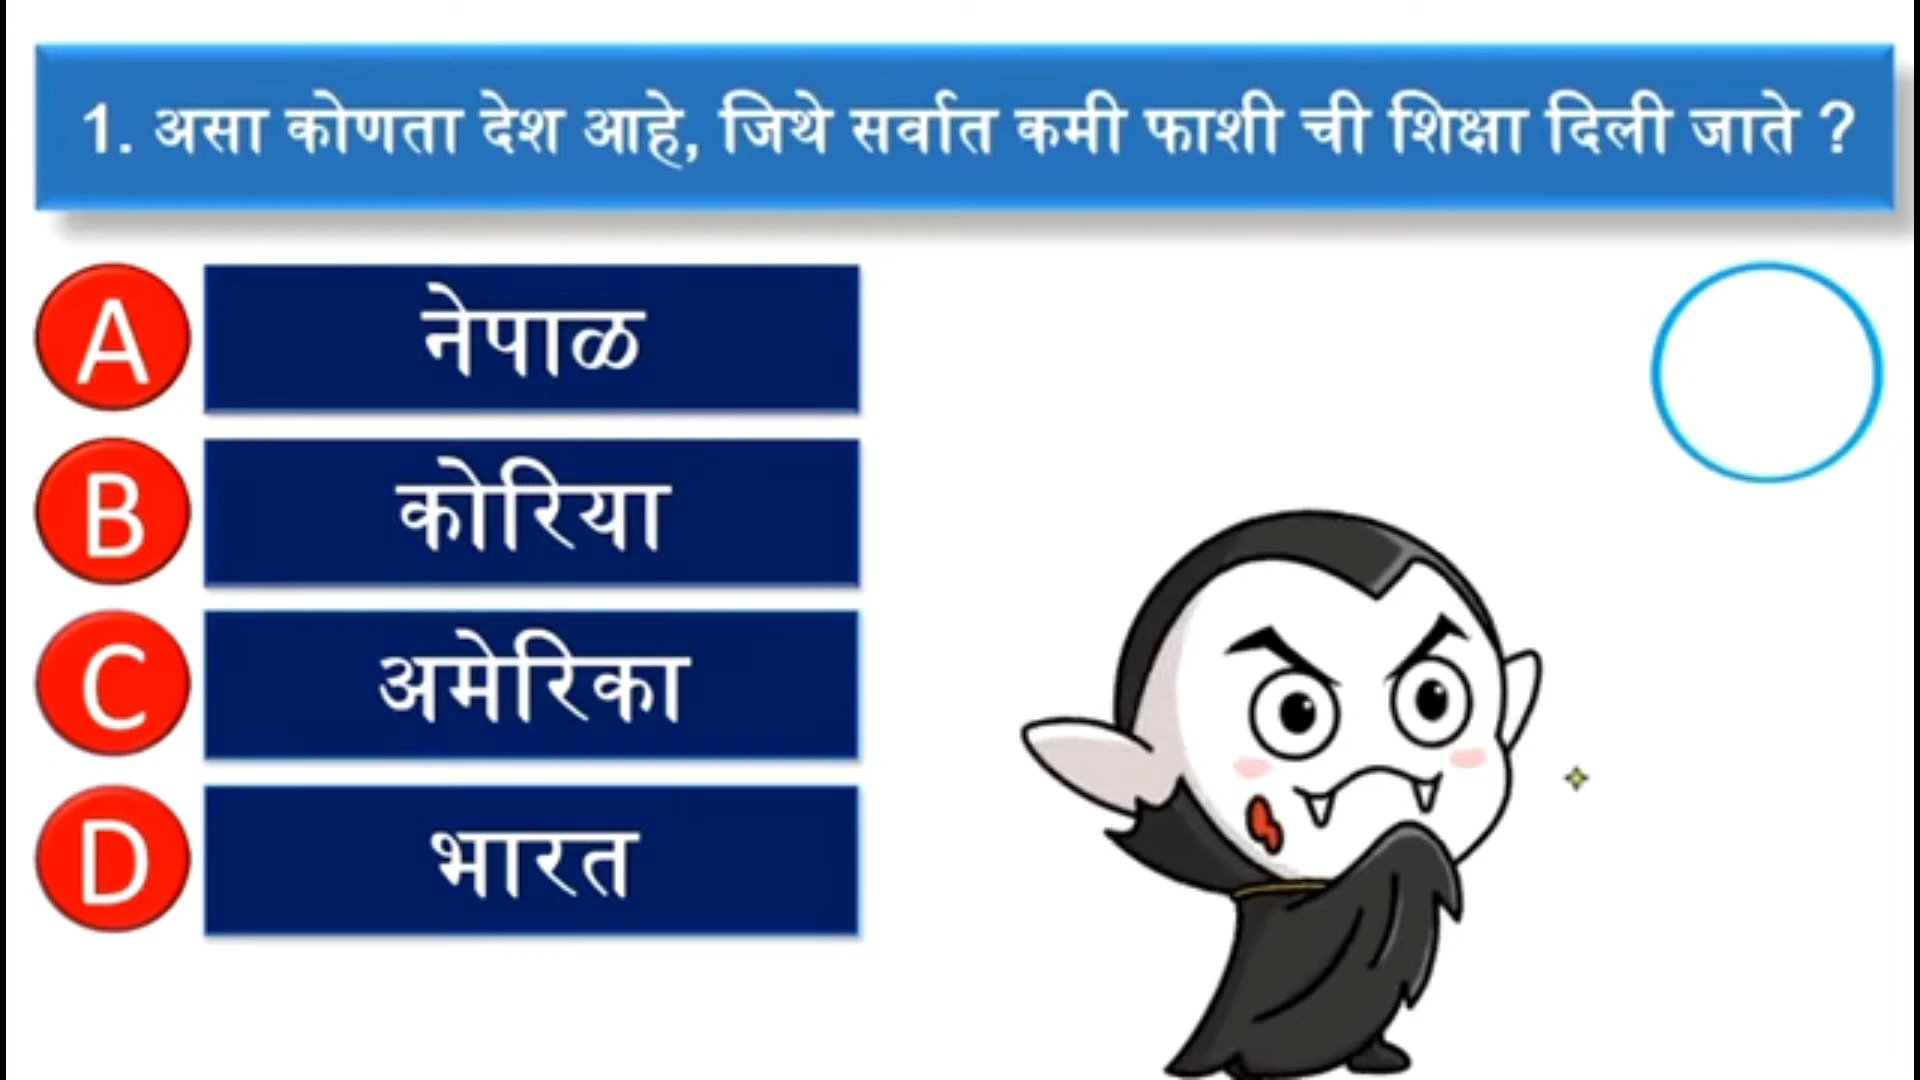 1. असा कोणता देश आहे, जिथे सर्वात कमी फाशी ची शिक्षा दिली जाते ?
A नेपाळ
B कोरिया
C अमेरिका
D भारत